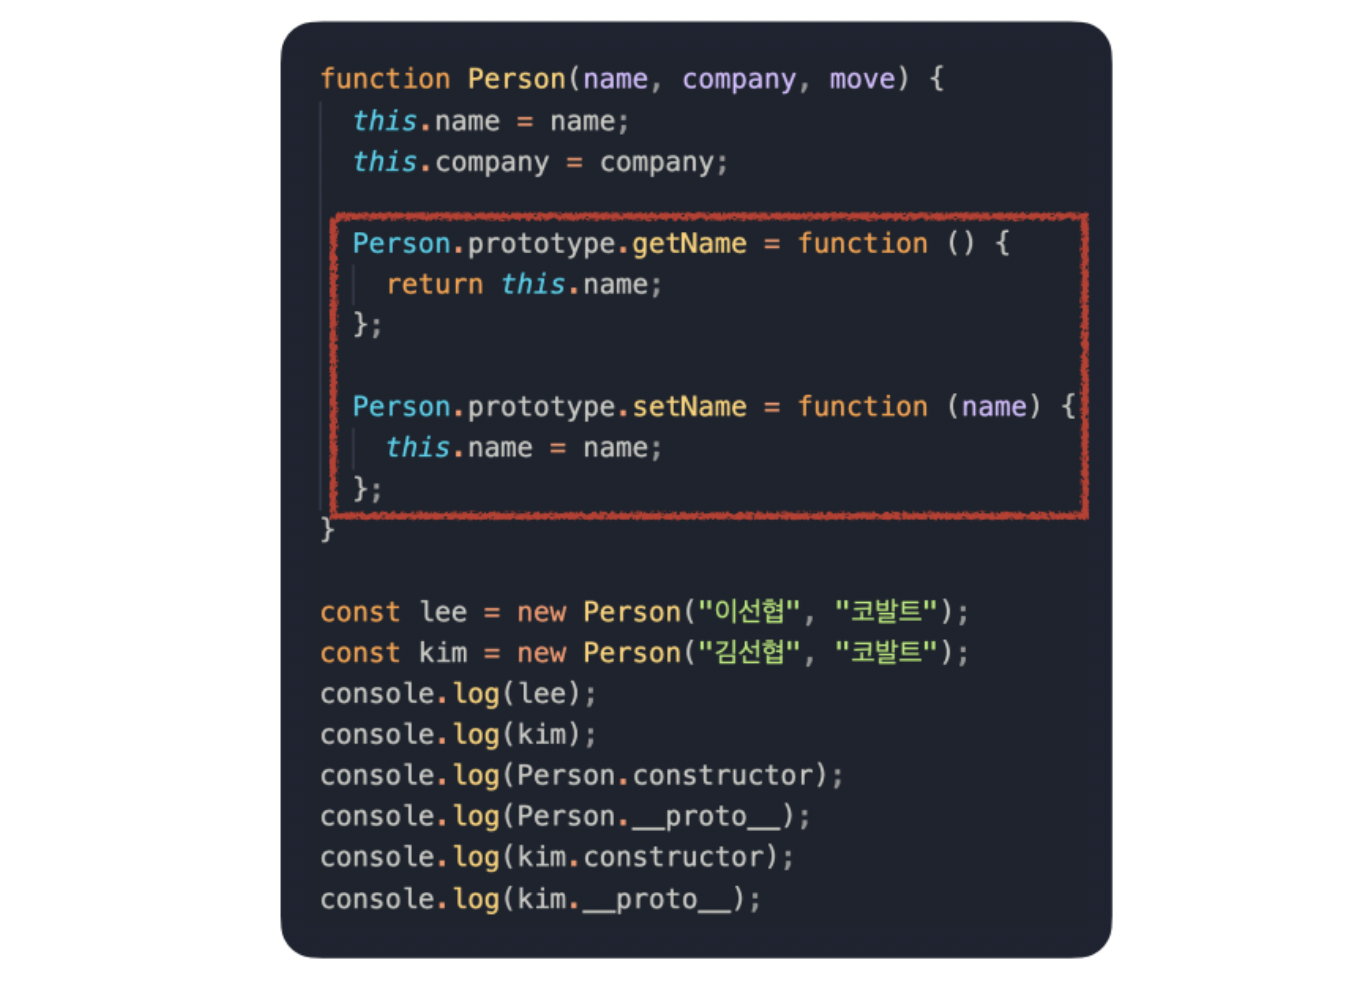 function Person(name, company, move) {
this.name = name;
this.company = company;
Person.prototype.getName = function () {
return this.name;
};
Person.prototype.setName = function (name) {
this.name = name;
};
}
const lee = new Person("이선협", "코발트");
const kim = new Person("김선협", "코발트");
console.log(lee);
console.log(kim);
console.log(Person.constructor);
console.log(Person.__proto__);
console.log(kim.constructor);
console.log(kim.__proto__);